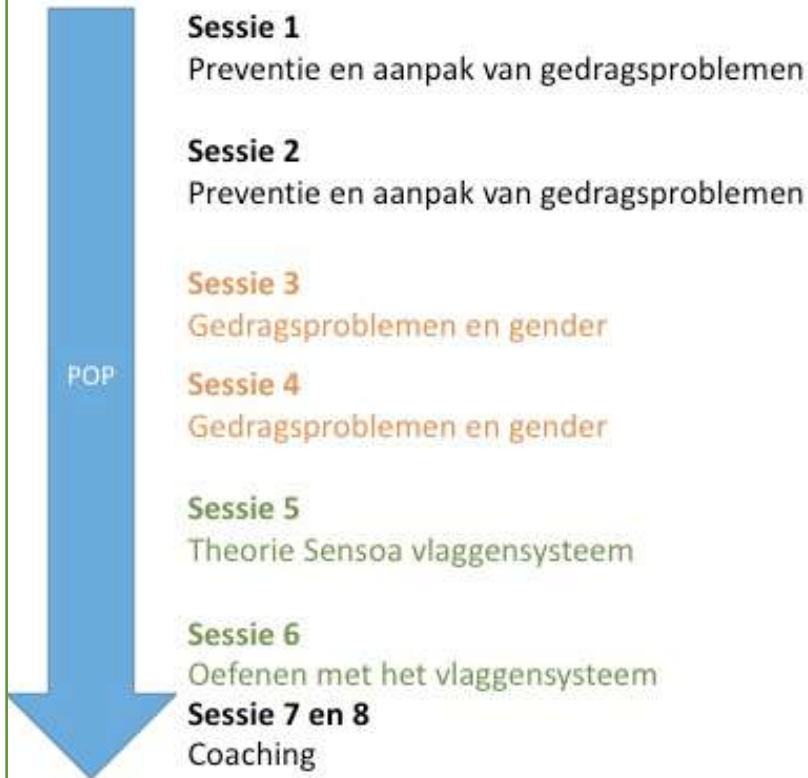 Sessie 1
Preventie en aanpak van gedragsproblemen
Sessie 2
Preventie en aanpak van gedragsproblemen
Sessie 3
Gedragsproblemen en gender
POP
Sessie 4
Gedragsproblemen en gender
Sessie 5
Theorie Sensoa vlaggensysteem
Sessie 6
Oefenen met het vlaggensysteem
Sessie 7 en 8
Coaching